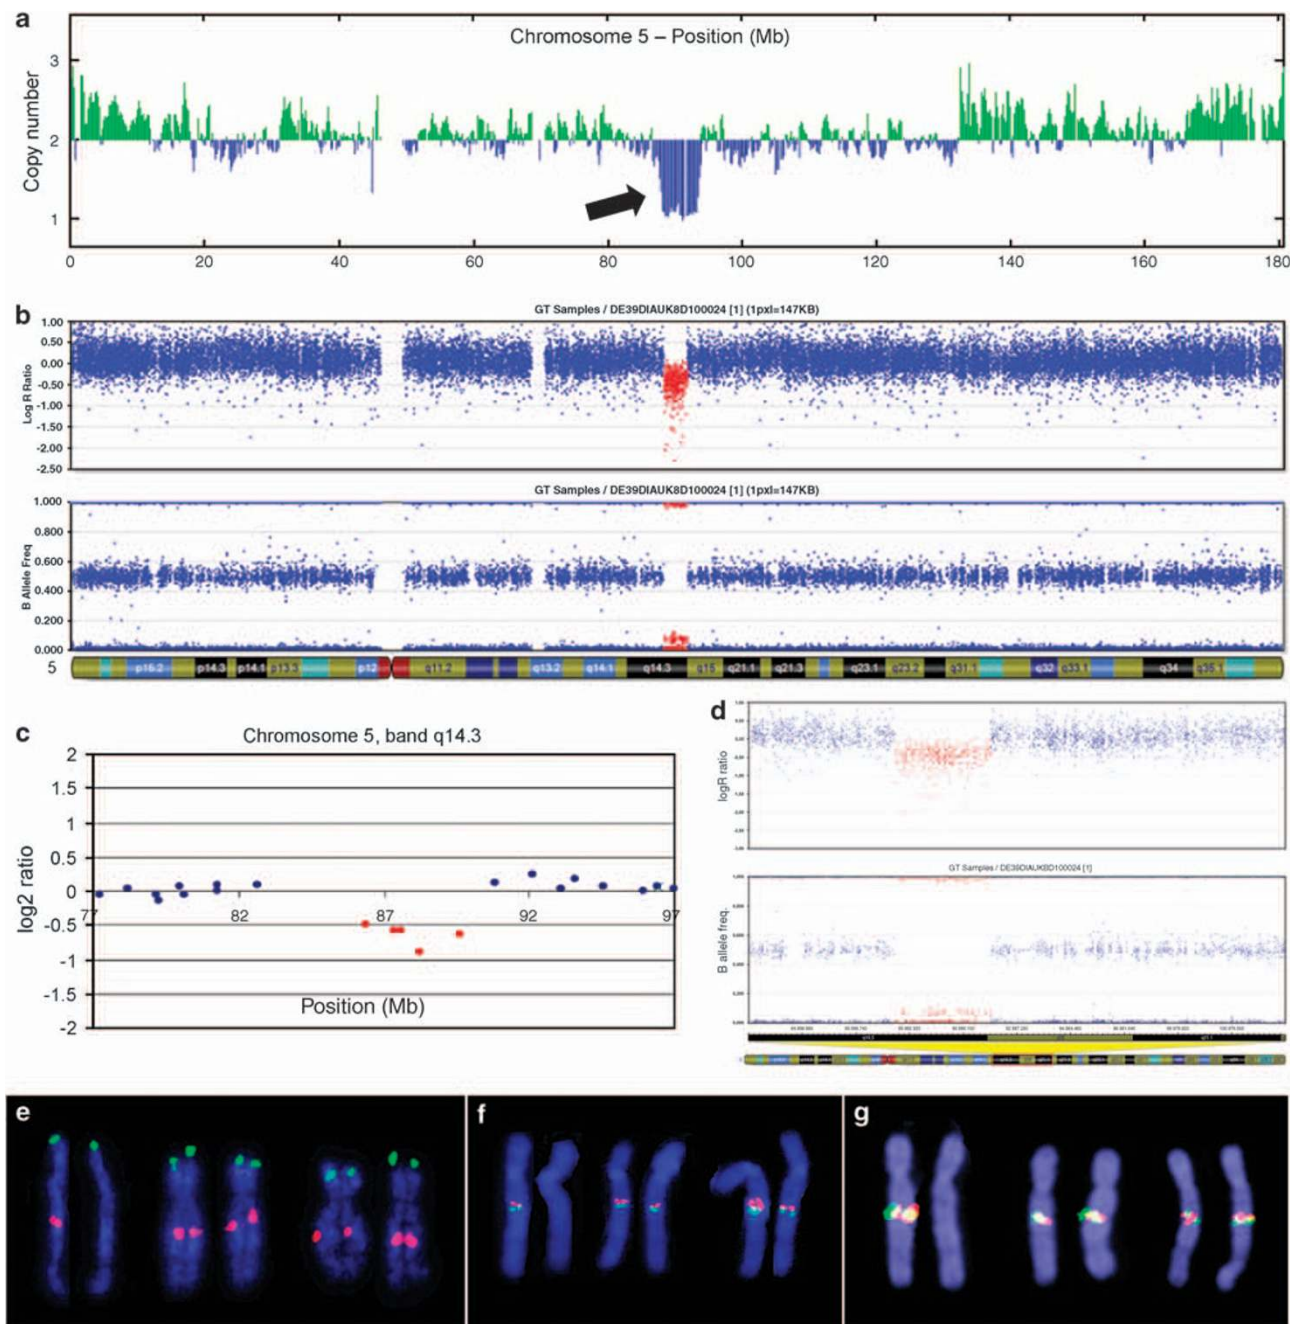 a
Chromosome 5 – Position (Mb)
Copy number
3
2
1
0 20 40 60 80 100 120 140 160 180
b
GT Samples / DE39DIAUK8D100024 [1] (1pxl=147KB)
Log R Ratio
1.00
0.50
0.00
-0.50
-1.00
-1.50
-2.00
-2.50
GT Samples / DE39DIAUK8D100024 [1] (1pxl=147KB)
B Allele Freq
1.000
0.800
0.600
0.400
0.200
0.000
5 p15.2 p14.3 p14.1 p13.3 p12 q11.2 q13.2 q14.1 q14.3 q15 q21.1 q21.3 q23.1 q23.2 q31.1 q32 q33.1 q34 q35.1
c
Chromosome 5, band q14.3
log2 ratio
2
1.5
1
0.5
0
-0.5
-1
-1.5
-2
77 82 87 92 97
Position (Mb)
d
logR ratio
GT Samples / DE39DIAUK8D100024 [1]
B allele freq.
e f g